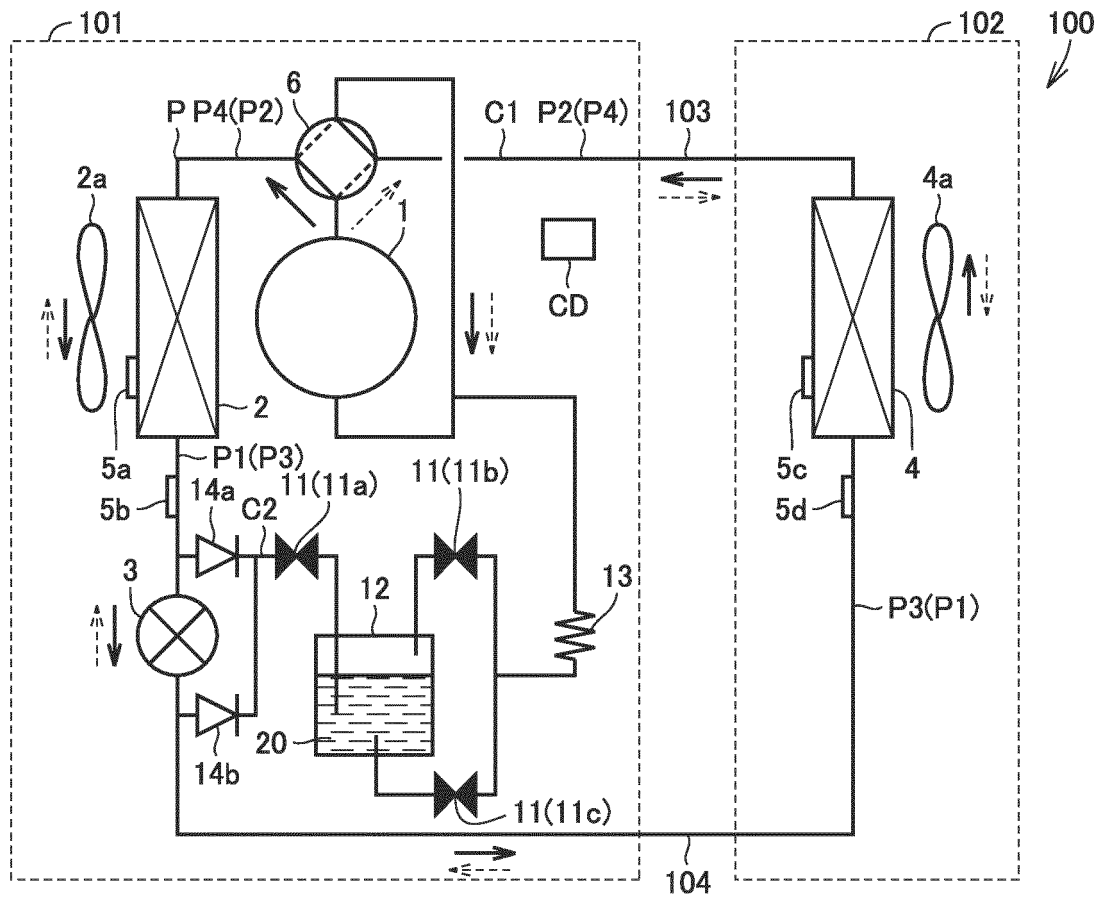 101
102
100
6
P P4(P2)
C1 P2(P4) 103
2a
4a
1
CD
2
5a
5c
4
P1(P3)
5b
14a
C2
11(11a)
11(11b)
5d
3
12
13
P3(P1)
20
14b
11(11c)
104